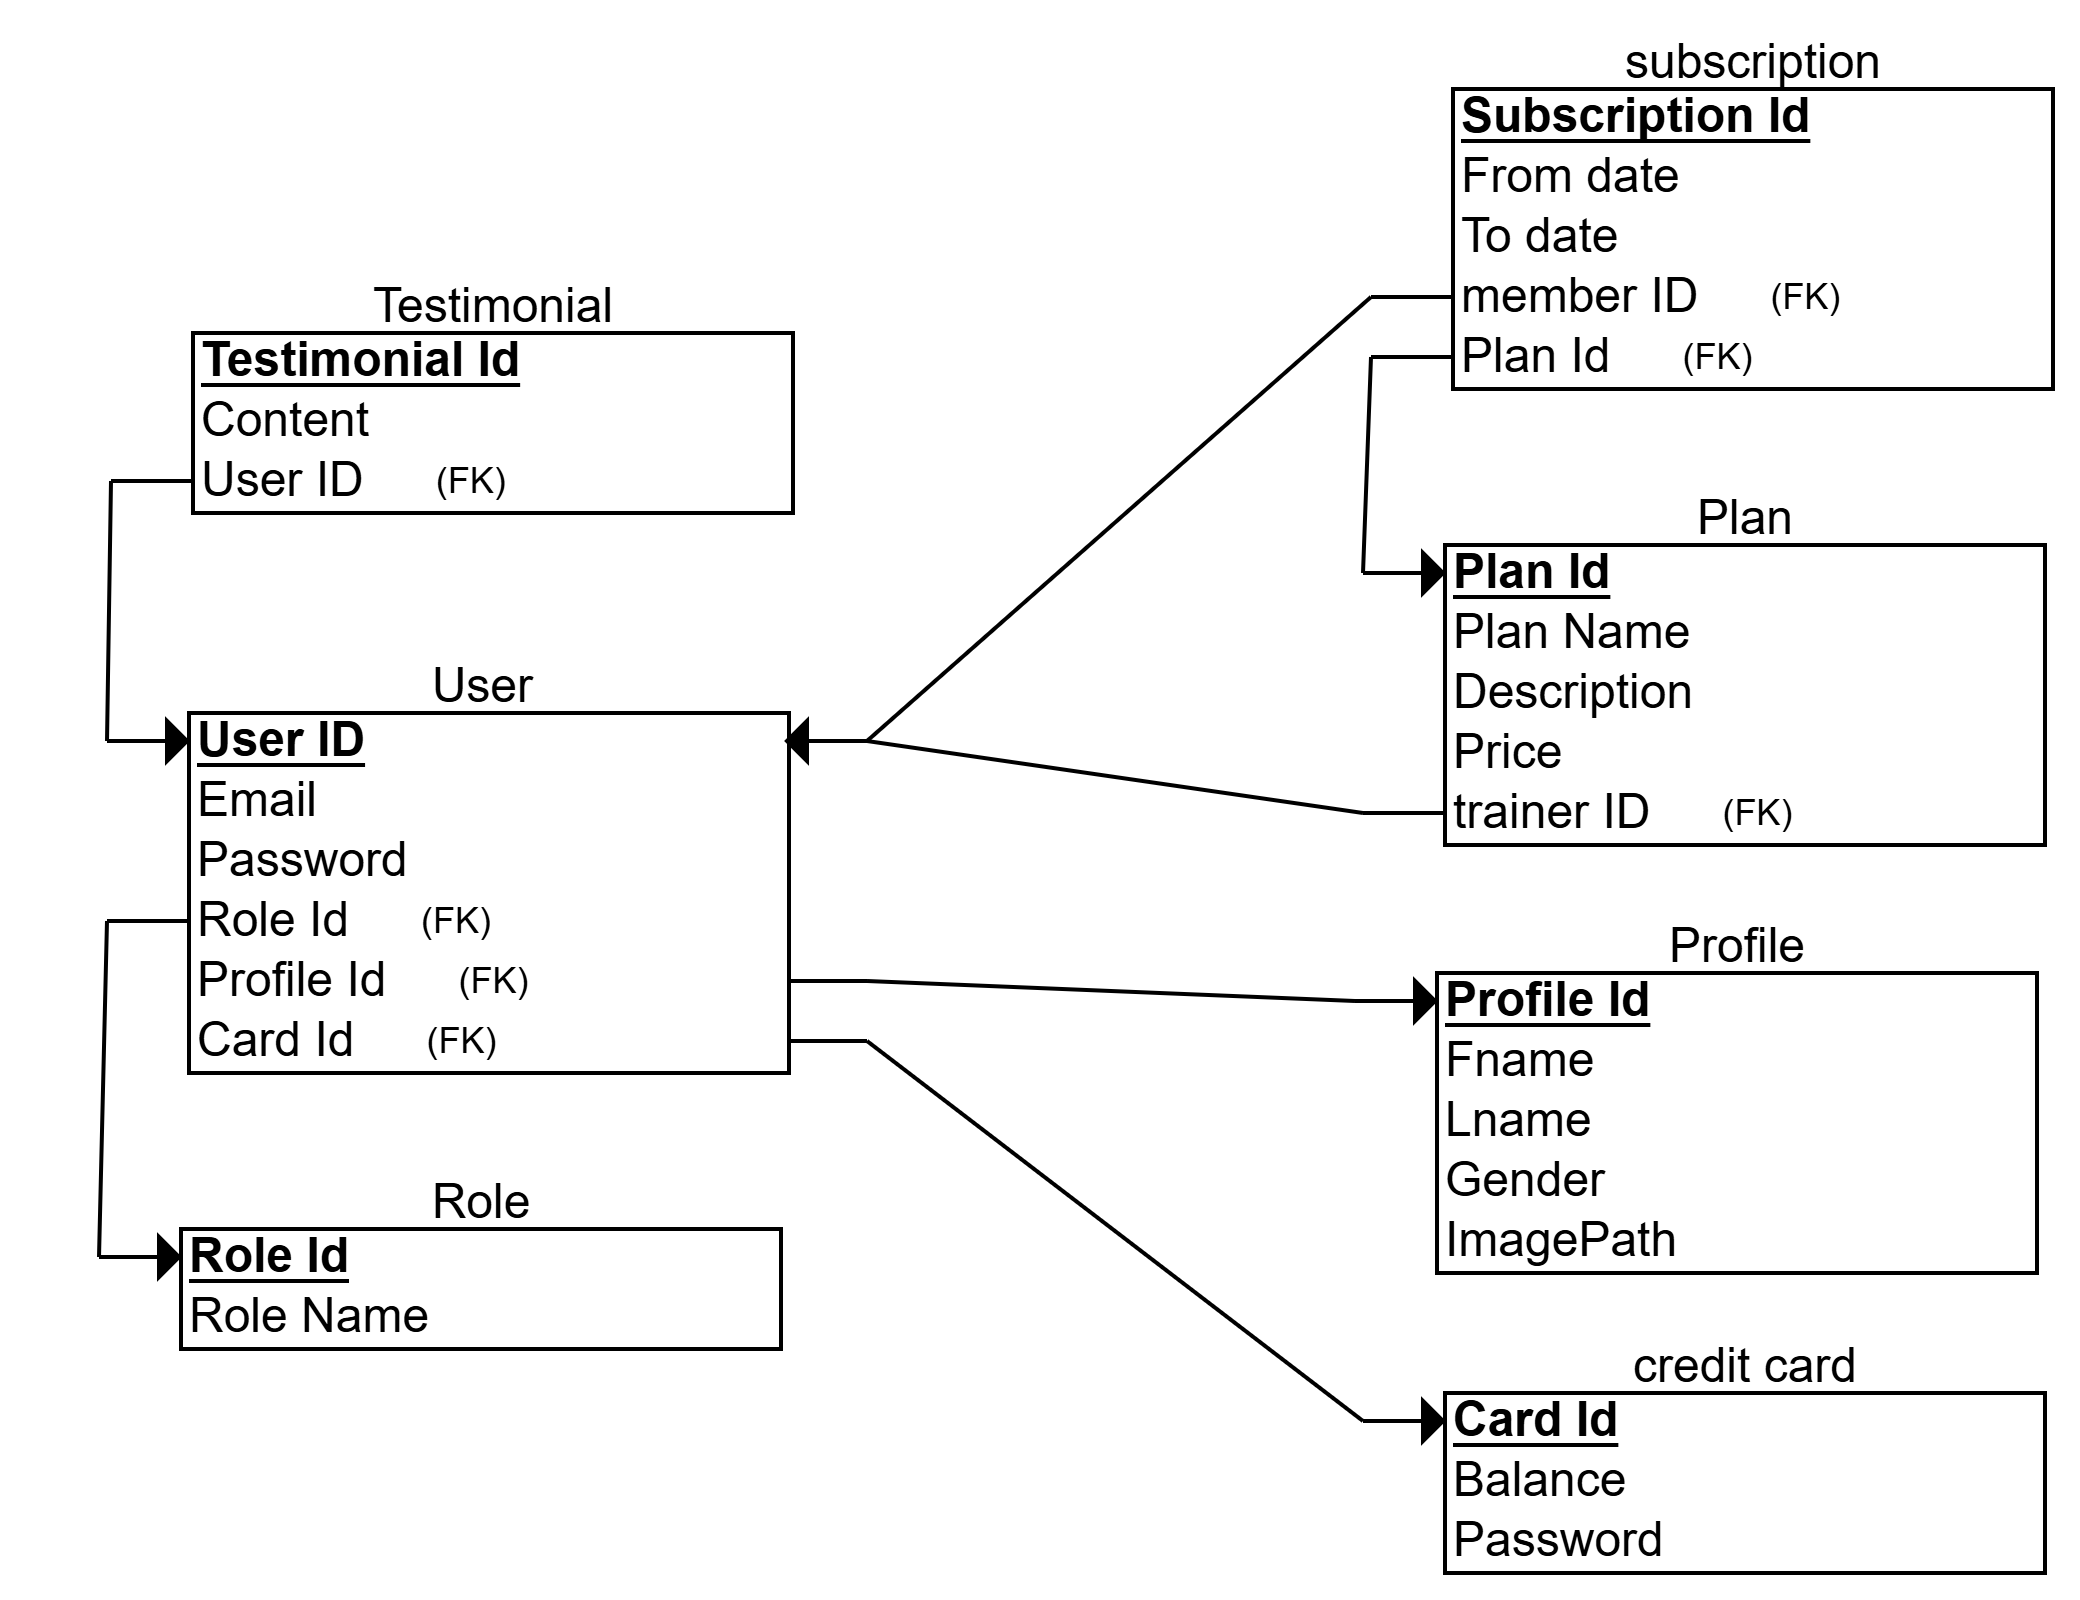 subscription
Subscription Id
From date
To date
member ID (FK)
Plan Id (FK)
Testimonial
Testimonial Id
Content
User ID (FK)
Plan
Plan Id
Plan Name
Description
Price
trainer ID (FK)
User
User ID
Email
Password
Role Id (FK)
Profile Id (FK)
Card Id (FK)
Profile
Profile Id
Fname
Lname
Gender
ImagePath
Role
Role Id
Role Name
credit card
Card Id
Balance
Password